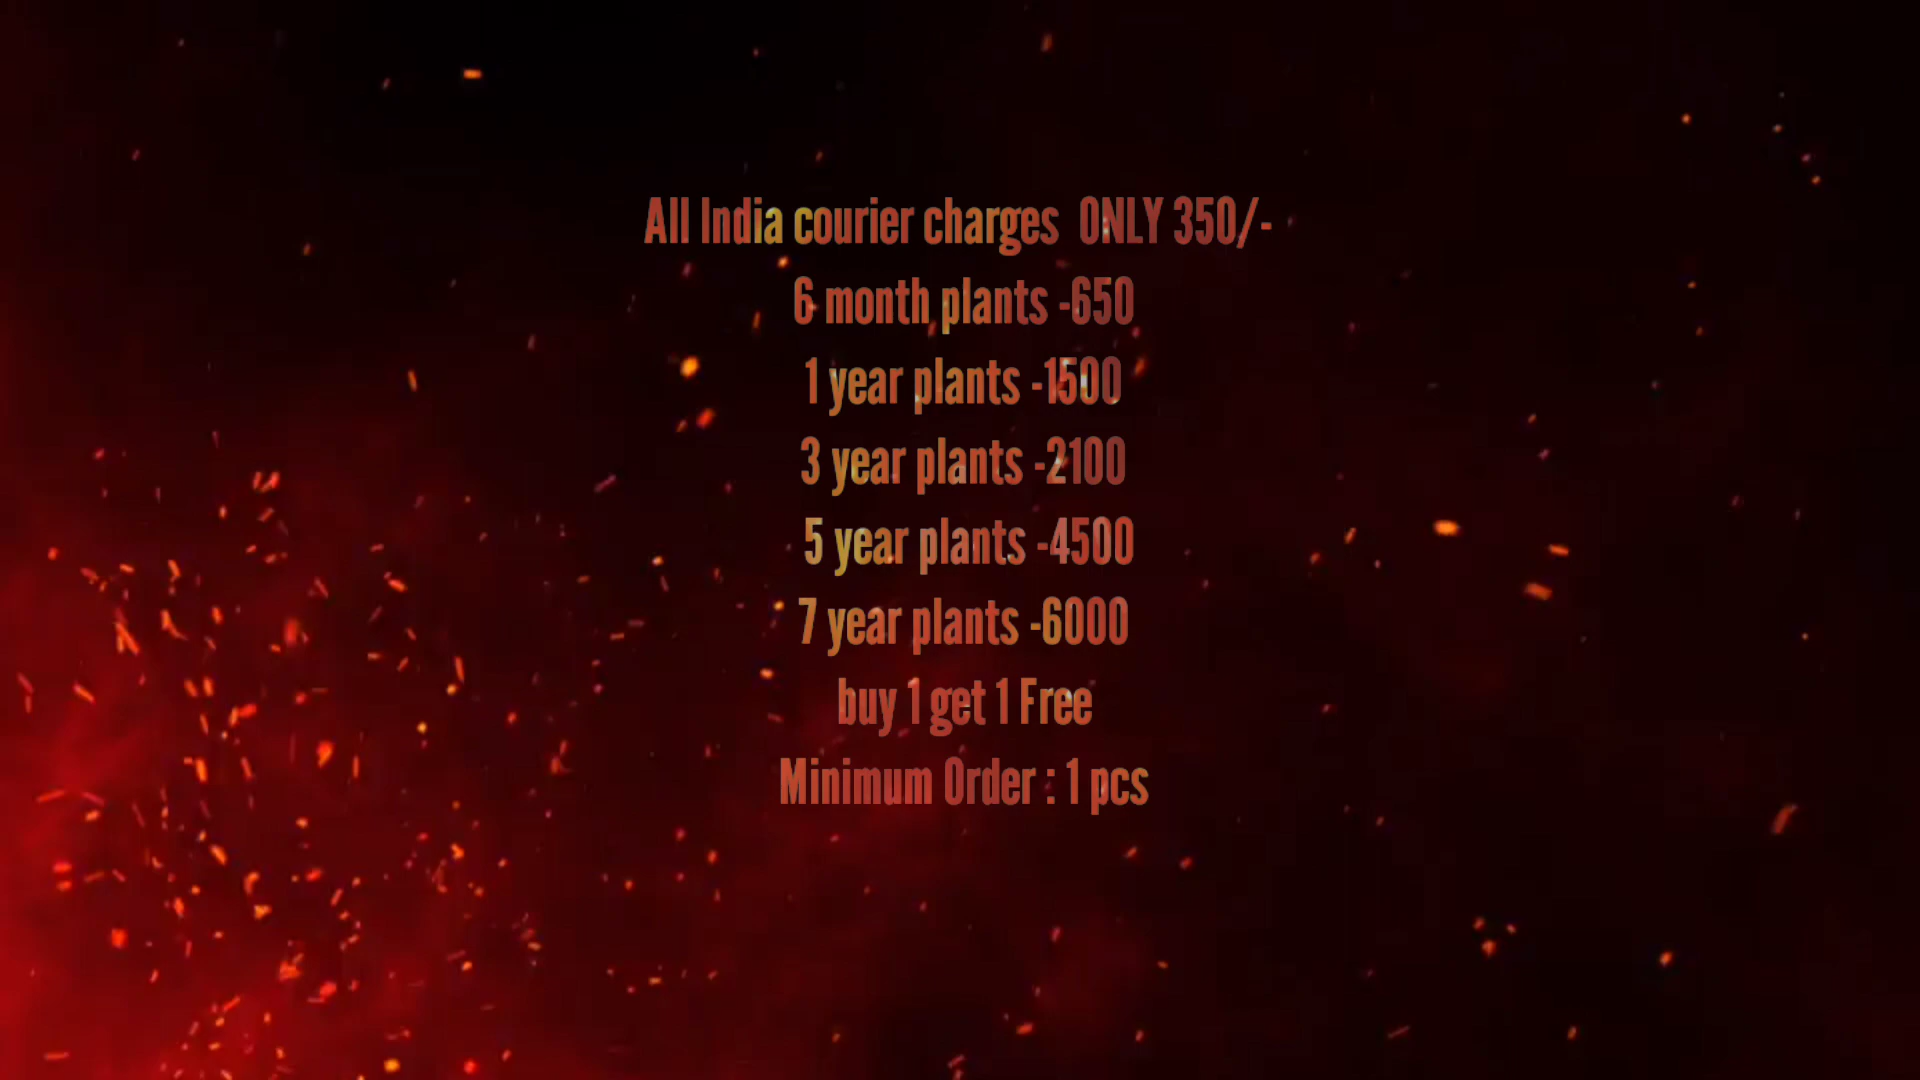 All India courier charges  ONLY 350/-
6 month plants -650
1 year plants -1500
3 year plants -2100
5 year plants -4500
7 year plants -6000
buy 1 get 1 Free
Minimum Order : 1 pcs